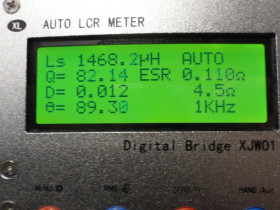 XL AUTO LCR METER
Ls 1468.2µH AUTO
Q= 82.14 ESR 0.110Ω
D= 0.012 4.5Ω
θ= 89.30 1KHz
Digital Bridge XJW01